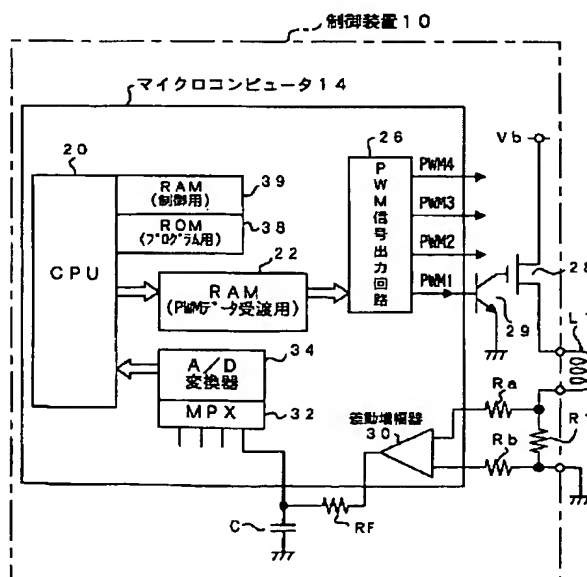 制御装置10
マイクロコンピュータ14
20
CPU
RAM
(制御用)
39
ROM
(プログラム用)
38
22
RAM
(PWMデータ受渡用)
34
A/D
変換器
MPX
32
26
PWM信号出力回路
PWM4
PWM3
PWM2
PWM1
Vb
28
29
Ra
Rb
差動増幅器
30
RF
C